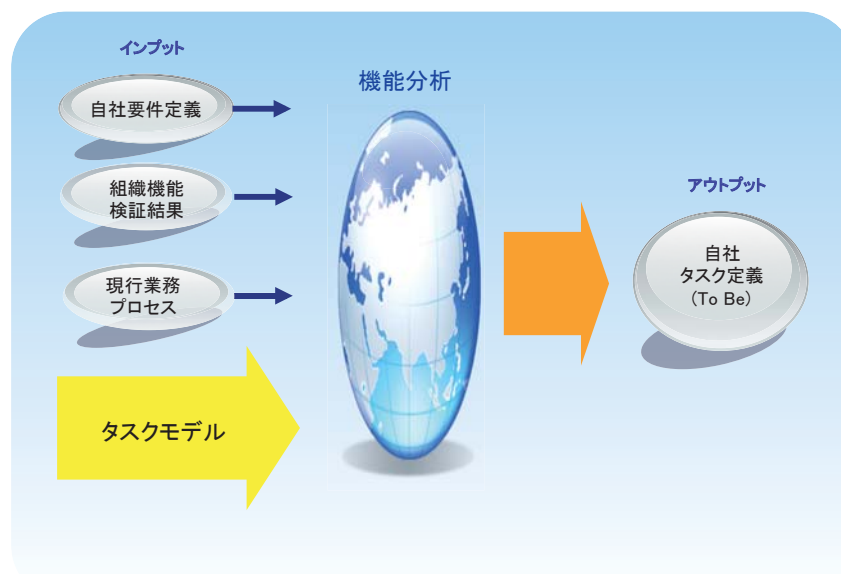 インプット
自社要件定義
組織機能
検証結果
現行業務
プロセス
タスクモデル
機能分析
アウトプット
自社
タスク定義
(To Be)